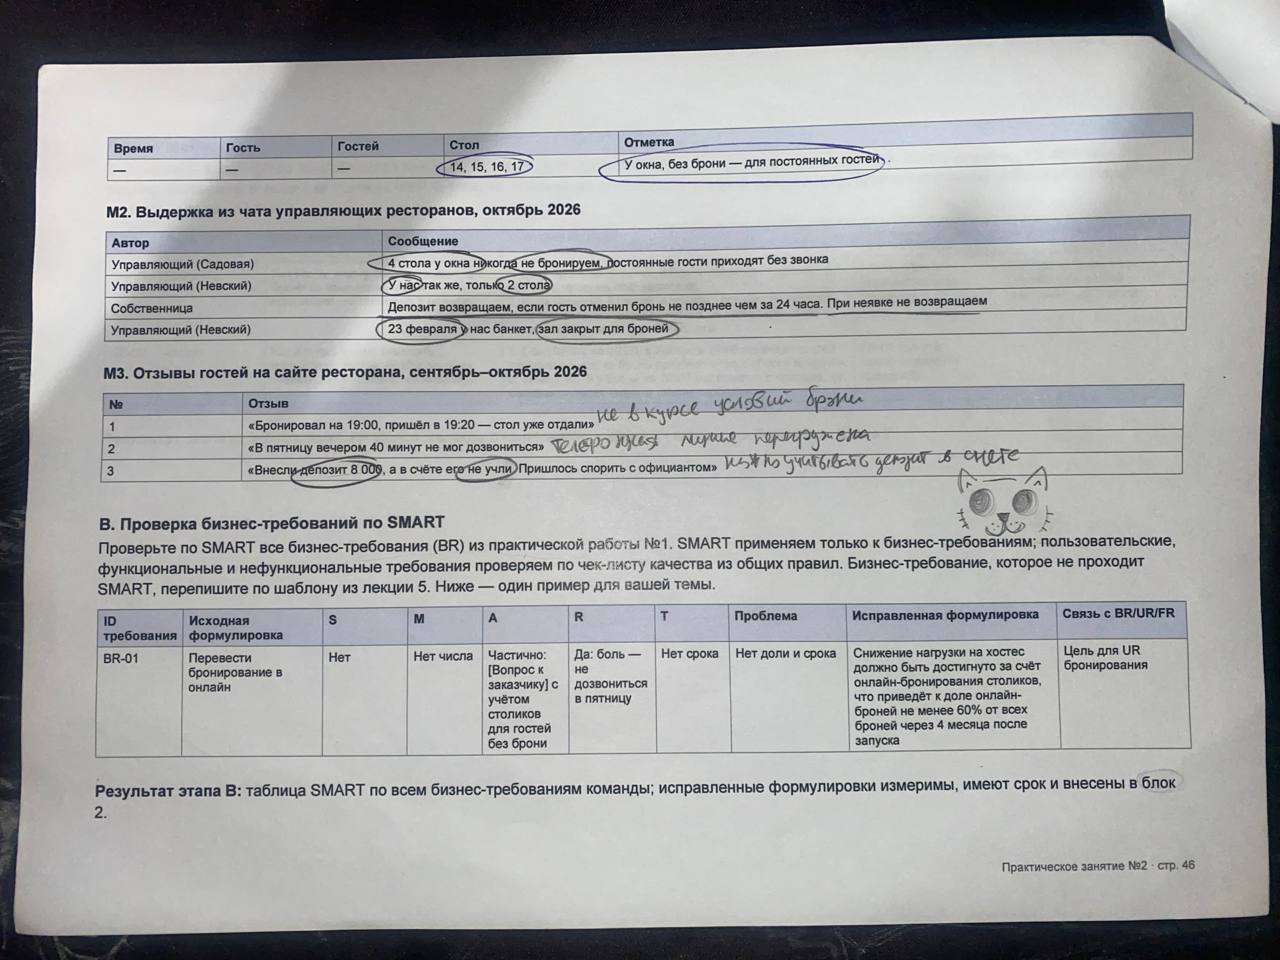 Время Гость Гостей Стол Отметка
— — — 14, 15, 16, 17 У окна, без брони — для постоянных гостей
М2. Выдержка из чата управляющих ресторанов, октябрь 2026
Автор Сообщение
Управляющий (Садовая) 4 стола у окна никогда не бронируем, постоянные гости приходят без звонка
Управляющий (Невский) У нас так же, только 2 стола
Собственница Депозит возвращаем, если гость отменил бронь не позднее чем за 24 часа. При неявке не возвращаем
Управляющий (Невский) 23 февраля у нас банкет, зал закрыт для броней
М3. Отзывы гостей на сайте ресторана, сентябрь–октябрь 2026
№ Отзыв
1 «Бронировал на 19:00, пришёл в 19:20 — стол уже отдали» не в курсе условий брони
2 «В пятницу вечером 40 минут не мог дозвониться» перегружена
3 «Внесли депозит 8 000, а в счёте его не учли. Пришлось спорить с официантом» учитывать депозит в счете
В. Проверка бизнес-требований по SMART
Проверьте по SMART все бизнес-требования (BR) из практической работы №1. SMART применяем только к бизнес-требованиям; пользовательские,
функциональные и нефункциональные требования проверяем по чек-листу качества из общих правил. Бизнес-требование, которое не проходит
SMART, перепишите по шаблону из лекции 5. Ниже — один пример для вашей темы.
ID требования
Исходная формулировка
S
M
A
R
T
Проблема
Исправленная формулировка
Связь с BR/UR/FR
BR-01
Перевести
бронирование в
онлайн
Нет
Нет числа
Частично:
[Вопрос к
заказчику] с
учётом
столиков
для гостей
без брони
Да: боль —
не
дозвониться
в пятницу
Нет срока
Нет доли и срока
Снижение нагрузки на хостес
должно быть достигнуто за счёт
онлайн-бронирования столиков,
что приведёт к доле онлайн-
броней не менее 60% от всех
броней через 4 месяца после
запуска
Цель для UR
бронирования
Результат этапа В: таблица SMART по всем бизнес-требованиям команды; исправленные формулировки измеримы, имеют срок и внесены в блок
2.
Практическое занятие №2 · стр. 46